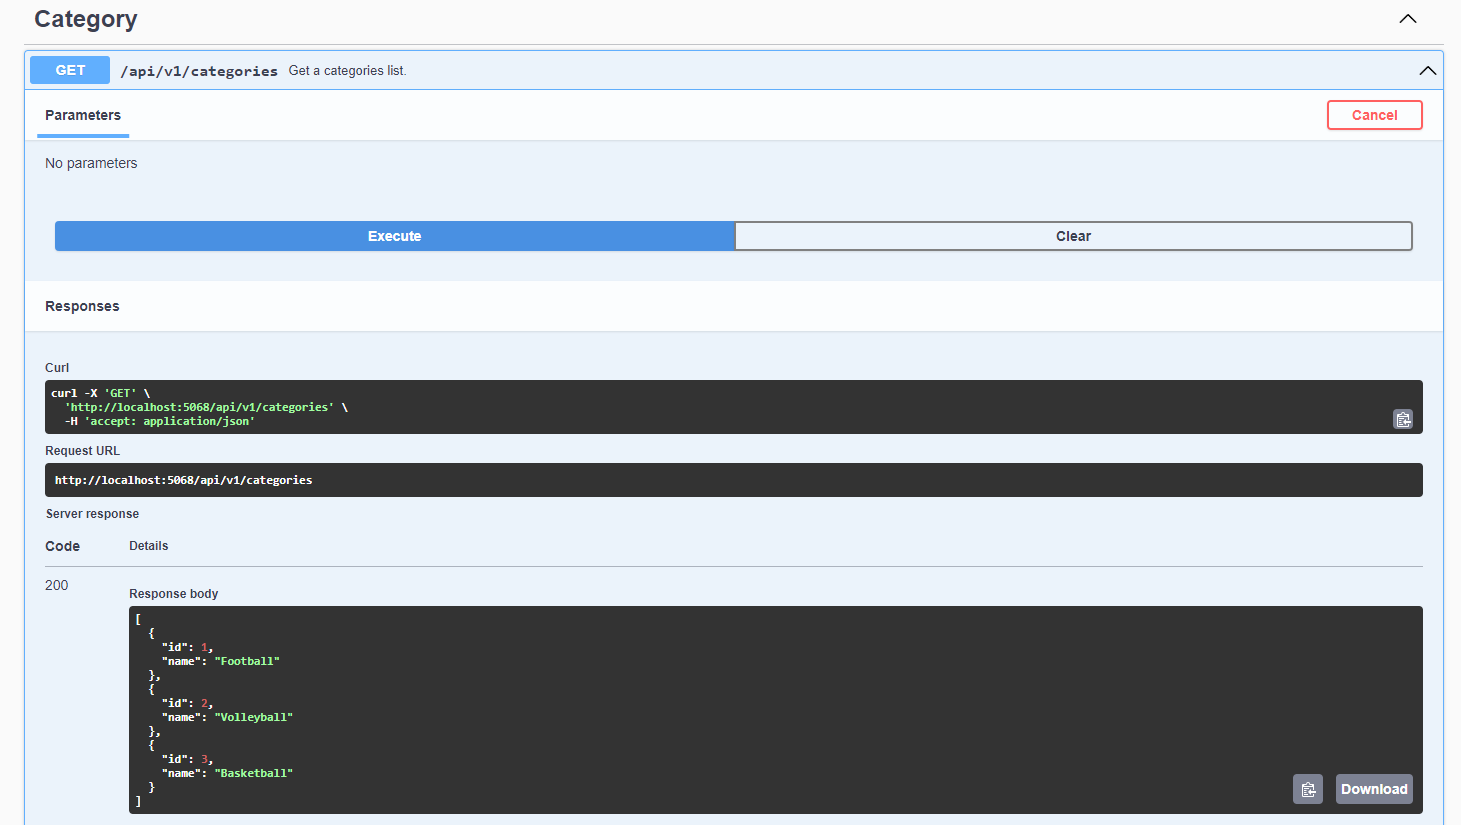 Category
GET /api/v1/categories Get a categories list.
Parameters
Cancel
No parameters
Execute
Clear
Responses
Curl
curl -X 'GET' \
  'http://localhost:5068/api/v1/categories' \
  -H 'accept: application/json'
Request URL
http://localhost:5068/api/v1/categories
Server response
Code Details
200
Response body
[
  {
    "id": 1,
    "name": "Football"
  },
  {
    "id": 2,
    "name": "Volleyball"
  },
  {
    "id": 3,
    "name": "Basketball"
  }
]
Download